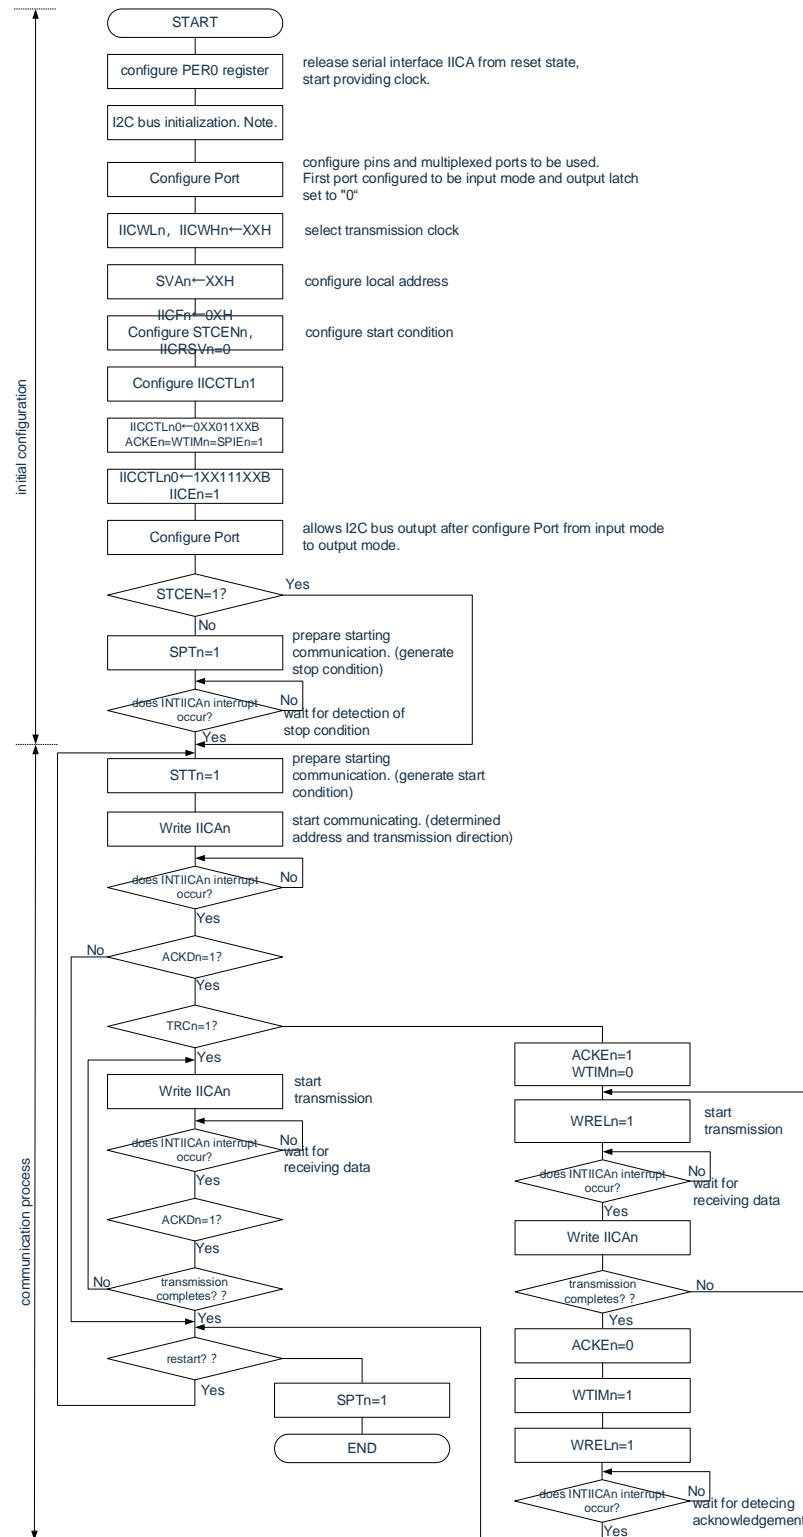 START
configure PER0 register
release serial interface IICA from reset state,
start providing clock.
I2C bus initialization. Note.
Configure Port
configure pins and multiplexed ports to be used.
First port configured to be input mode and output latch
set to "0"
IICWLn, IICWHn←XXH
select transmission clock
SVAn←XXH
configure local address
IICFn←0XH
Configure STCENn,
IICRSVn=0
configure start condition
Configure IICCTLn1
IICCTLn0←0XX011XXB
ACKEn=WTIMn=SPIEn=1
IICCTLn0←1XX111XXB
IICEn=1
Configure Port
allows I2C bus outupt after configure Port from input mode
to output mode.
STCEN=1?
Yes
No
SPTn=1
prepare starting
communication. (generate
stop condition)
does INTIICAn interrupt
occur?
No
wait for detection of
stop condition
Yes
initial configuration
STTn=1
prepare starting
communication. (generate start
condition)
Write IICAn
start communicating. (determined
address and transmission direction)
does INTIICAn interrupt
occur?
No
Yes
ACKDn=1?
No
Yes
TRCn=1?
Yes
Write IICAn
start
transmission
does INTIICAn interrupt
occur?
No
wait for
receiving data
Yes
ACKDn=1?
Yes
transmission
completes? ?
No
Yes
restart? ?
Yes
SPTn=1
END
communication process
ACKEn=1
WTIMn=0
WRELn=1
start
transmission
does INTIICAn interrupt
occur?
No
wait for
receiving data
Yes
Write IICAn
transmission
completes? ?
No
Yes
ACKEn=0
WTIMn=1
WRELn=1
does INTIICAn interrupt
occur?
No
wait for detecing
acknowledgement
Yes